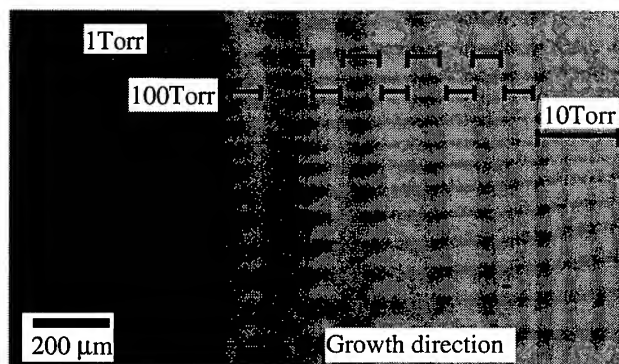 1Torr
100Torr
10Torr
200 μm
Growth direction